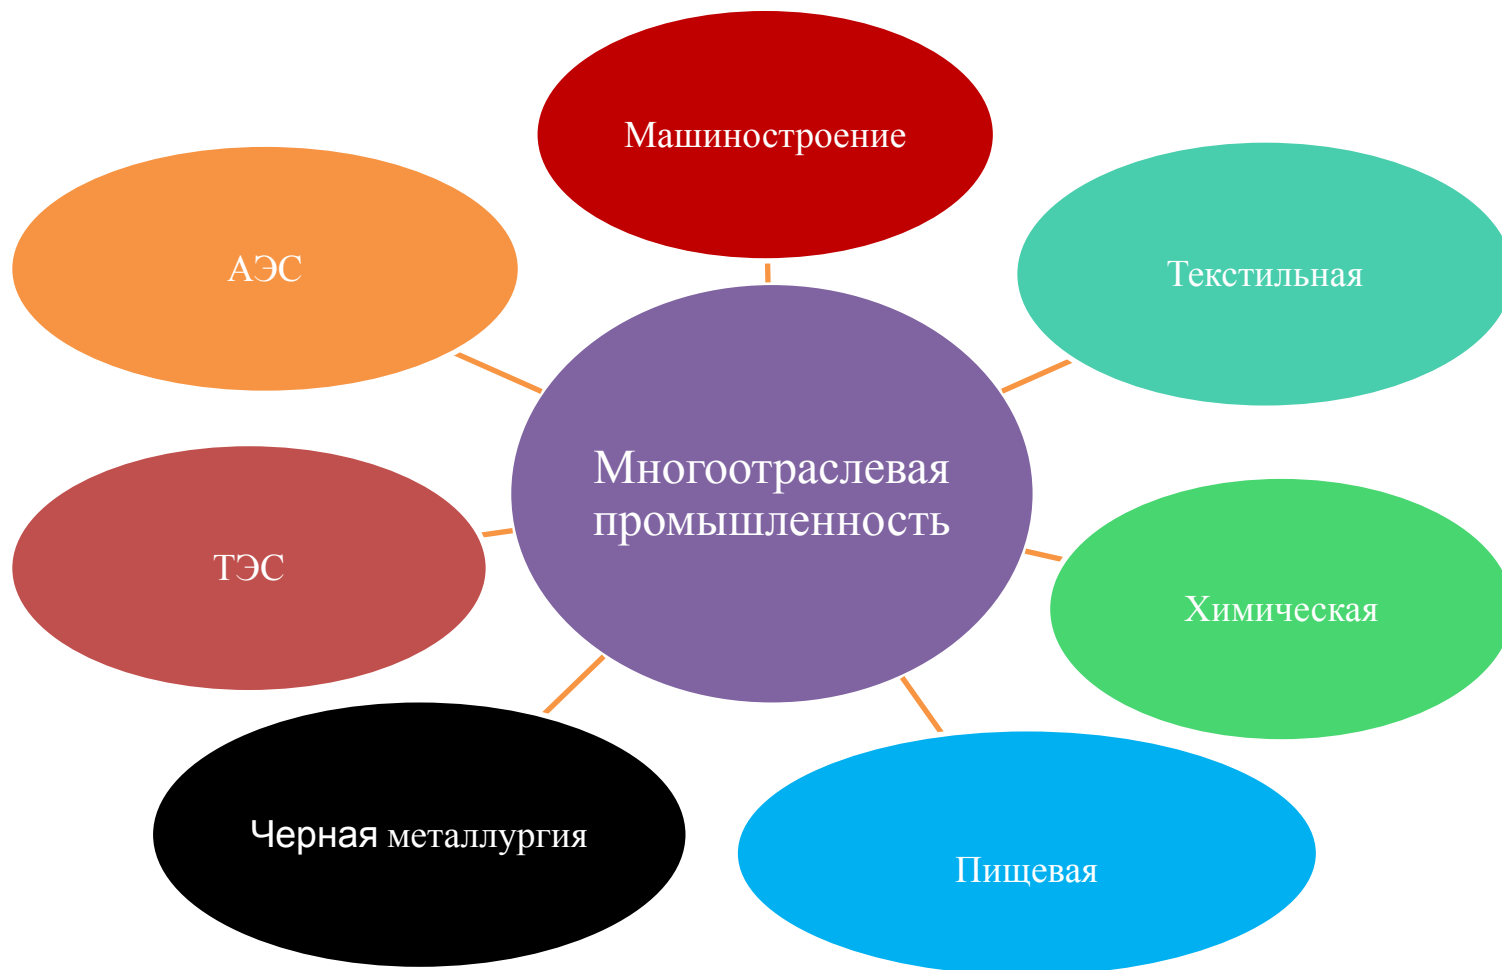 Машиностроение
АЭС
Текстильная
Многоотраслевая
промышленность
ТЭС
Химическая
Черная металлургия
Пищевая